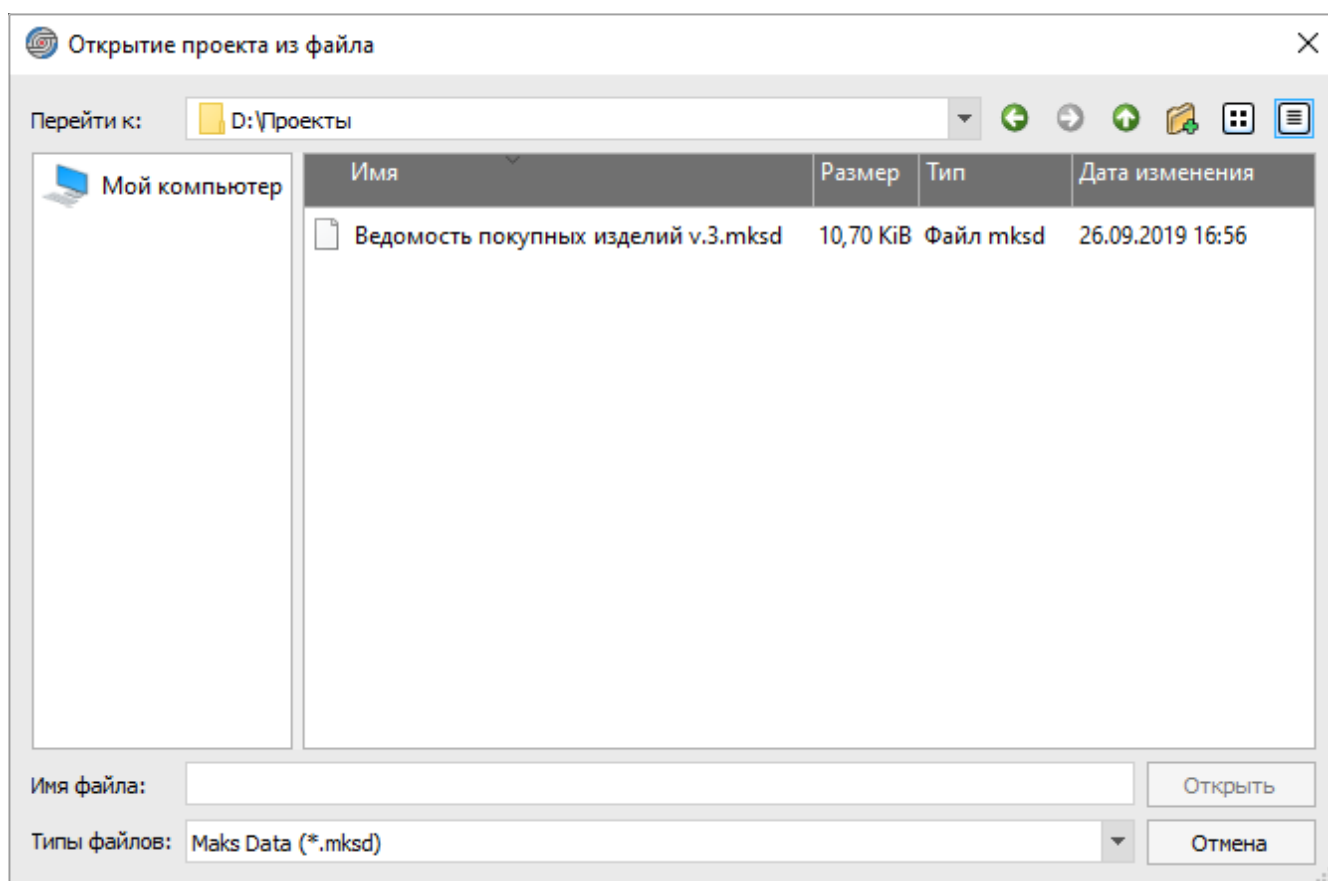 Открытие проекта из файла
Перейти к: D:\Проекты
Мой компьютер
Имя Размер Тип Дата изменения
Ведомость покупных изделий v.3.mksd 10,70 KiB Файл mksd 26.09.2019 16:56
Имя файла: Открыть
Типы файлов: Maks Data (*.mksd) Отмена